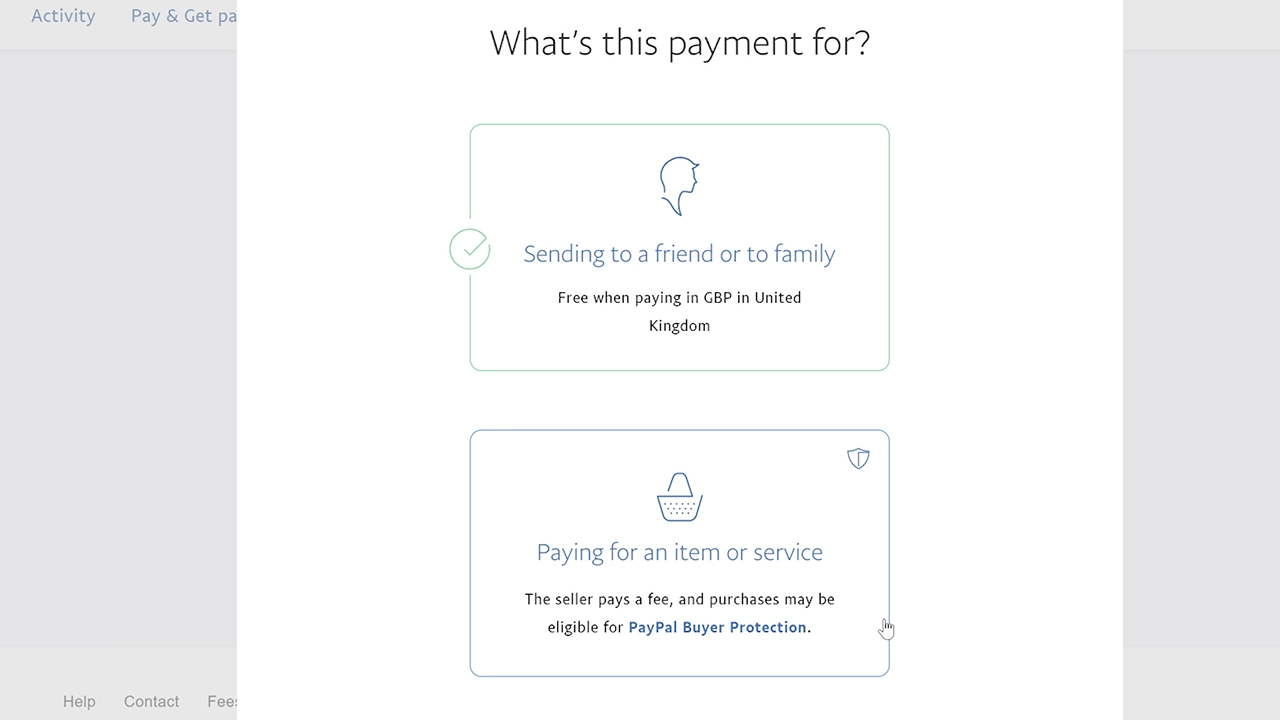 Activity Pay & Get pa
What's this payment for?
Sending to a friend or to family
Free when paying in GBP in United
Kingdom
Paying for an item or service
The seller pays a fee, and purchases may be
eligible for PayPal Buyer Protection.
Help Contact Fees